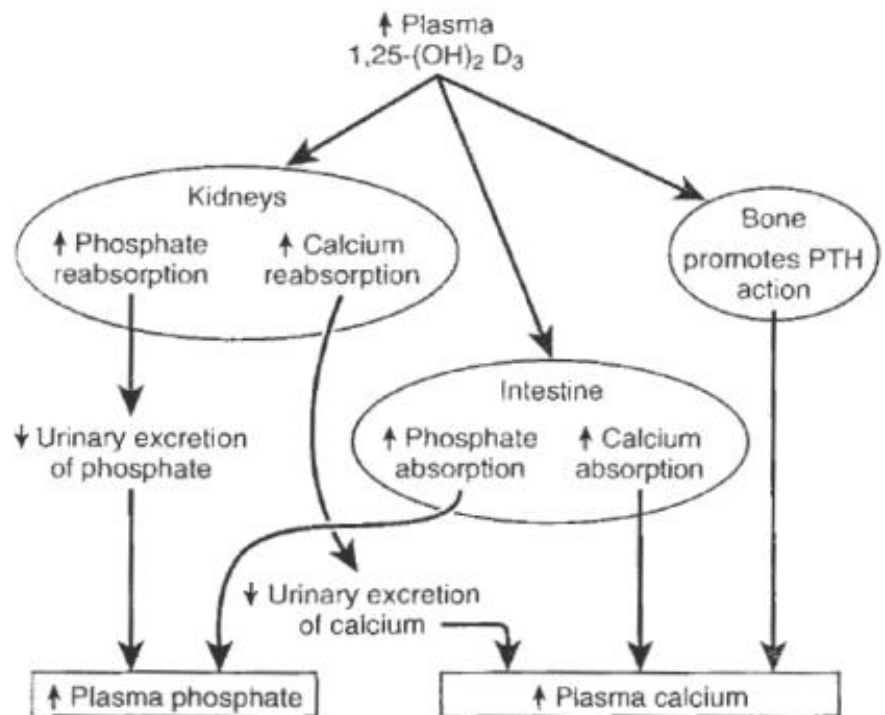 ↑ Plasma
1,25-(OH)₂ D₃
Kidneys
↑ Phosphate
reabsorption
↑ Calcium
reabsorption
Bone
promotes PTH
action
Intestine
↑ Phosphate
absorption
↑ Calcium
absorption
↓ Urinary excretion
of phosphate
↓ Urinary excretion
of calcium
↑ Plasma phosphate
↑ Plasma calcium